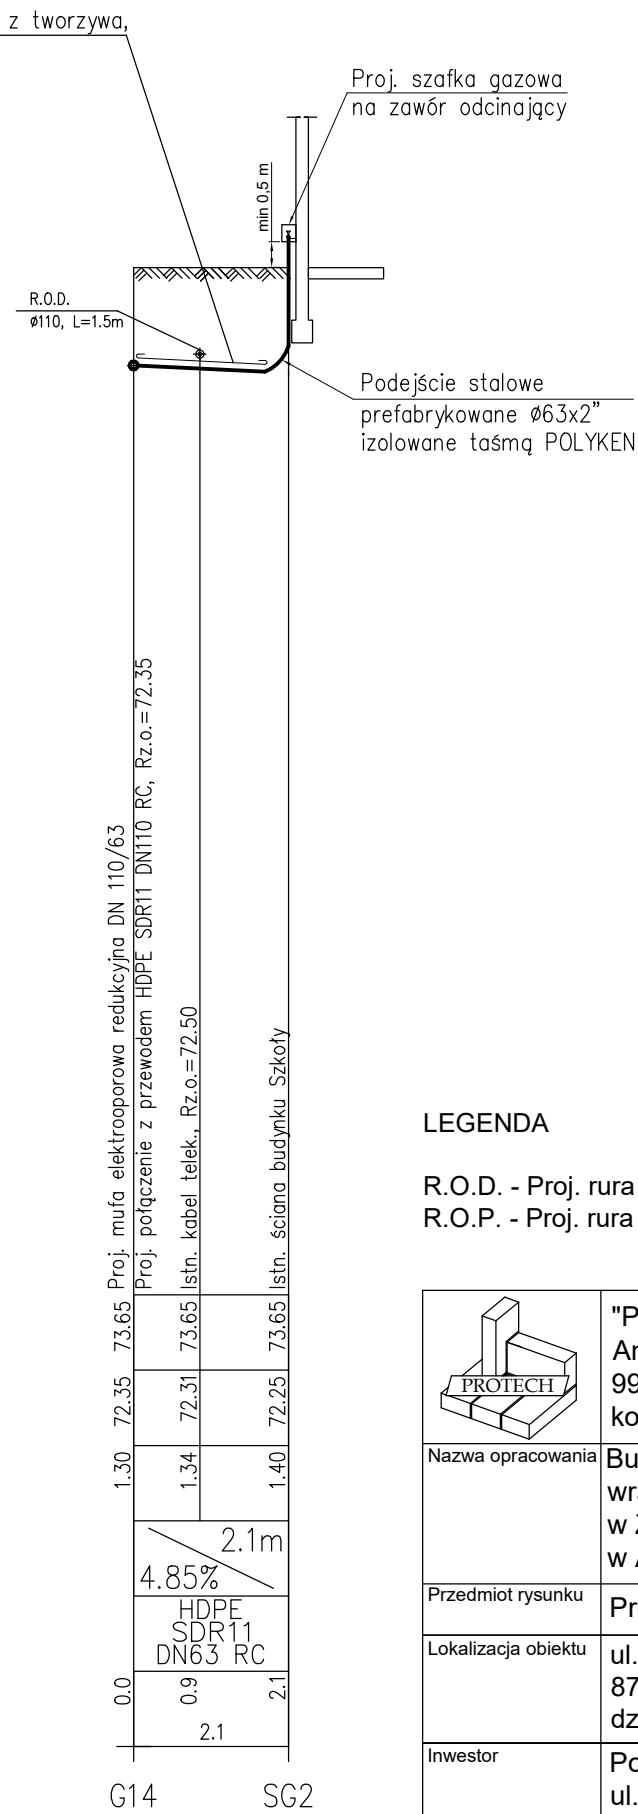 z tworzywa,
Proj. szafka gazowa
na zawór odcinający
min 0,5 m
R.O.D.
ø110, L=1.5m
Podejście stalowe
prefabrykowane ø63x2”
izolowane taśmą POLYKEN
Proj. mufa elektrooporowa redukcyjna DN 110/63
Proj. połączenie z przewodem HDPE SDR11 DN110 RC, Rz.o.=72.35
Istn. kabel telek., Rz.o.=72.50
Istn. ściana budynku Szkoły
73.65 73.65 73.65
72.35 72.31 72.25
1.30 1.34 1.40
2.1m
4.85%
HDPE
SDR11
DN63 RC
0.0 0.9 2.1
2.1
G14 SG2
LEGENDA
R.O.D. - Proj. rura
R.O.P. - Proj. rura
PROTECH
"P
Ar
99
ko
Nazwa opracowania
Bu
wra
w Ż
w A
Przedmiot rysunku
Pr
Lokalizacja obiektu
ul.
87
dz
Inwestor
Po
ul.